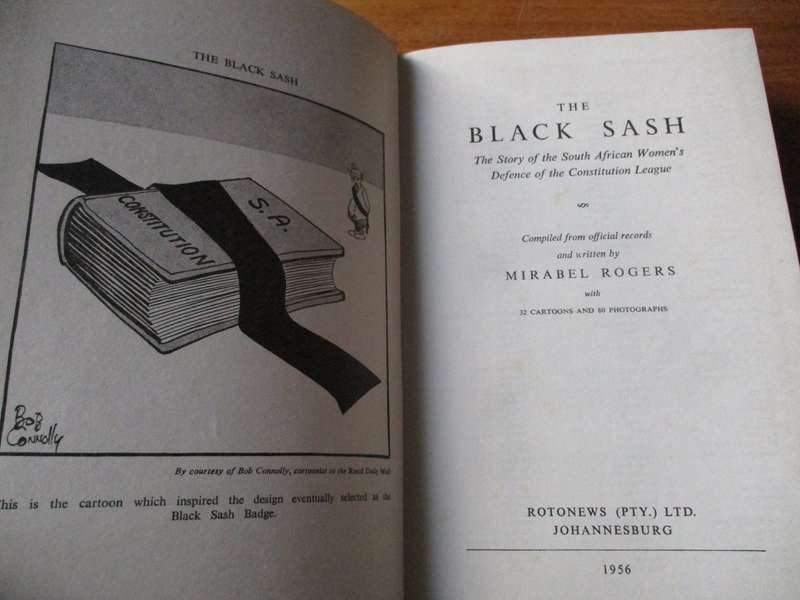 THE BLACK SASH
CONSTITUTION
S.A.
BOB
CONNOLLY
By courtesy of Bob Connolly, cartoonist to the Rand Daily Mail
This is the cartoon which inspired the design eventually selected as the
Black Sash Badge.
THE
BLACK SASH
The Story of the South African Women's
Defence of the Constitution League
Compiled from official records
and written by
MIRABEL ROGERS
with
32 CARTOONS AND 80 PHOTOGRAPHS
ROTONEWS (PTY.) LTD.
JOHANNESBURG
1956